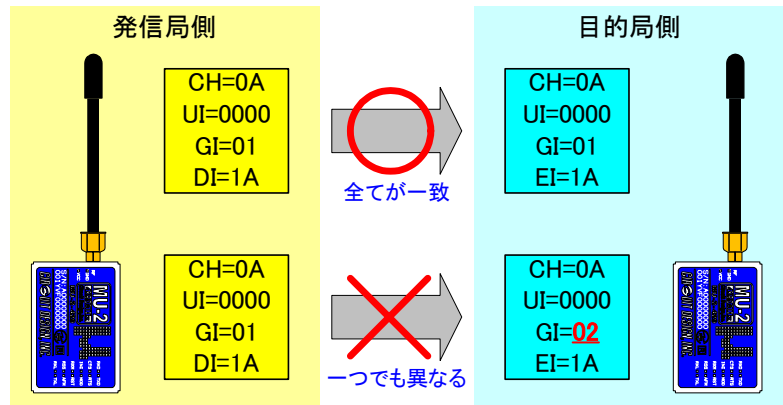 発信局側
目的局側
CH=0A
UI=0000
GI=01
DI=1A
全てが一致
CH=0A
UI=0000
GI=01
EI=1A
CH=0A
UI=0000
GI=01
DI=1A
一つでも異なる
CH=0A
UI=0000
GI=02
EI=1A
MU-2
MU-2